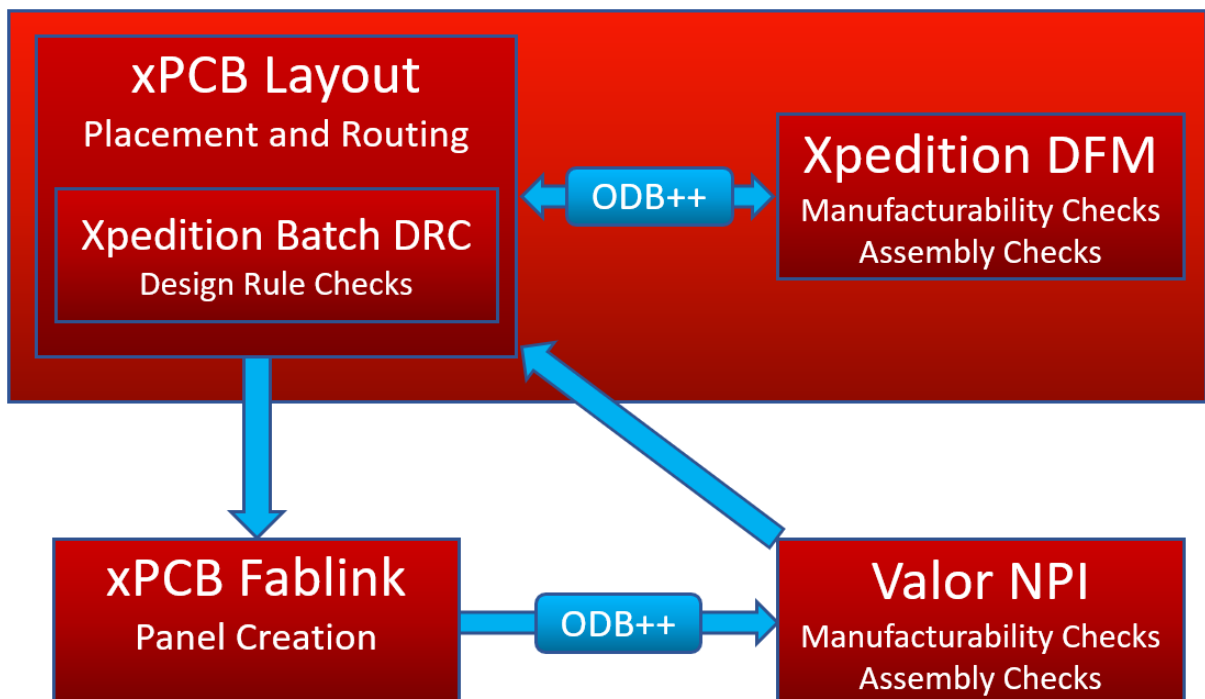 xPCB Layout
Placement and Routing
Xpedition Batch DRC
Design Rule Checks
ODB++
Xpedition DFM
Manufacturability Checks
Assembly Checks
xPCB Fablink
Panel Creation
ODB++
Valor NPI
Manufacturability Checks
Assembly Checks